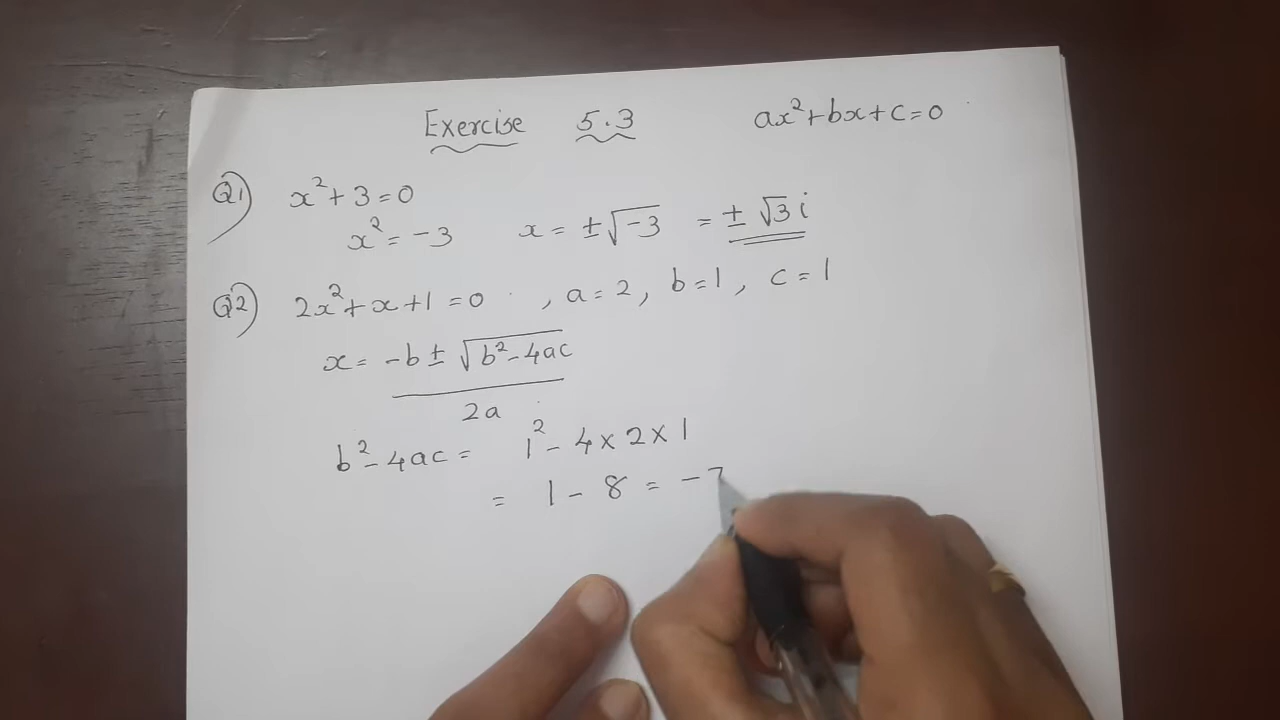 Exercise 5.3 ax²+bx+c=0
Q1) x²+3=0
x²=-3 x = ±√-3 = ±√3 i
Q2) 2x²+x+1=0 , a=2, b=1, c=1
x = -b ± √b²-4ac
2a
b²-4ac = 1² - 4×2×1
= 1 - 8 = -7